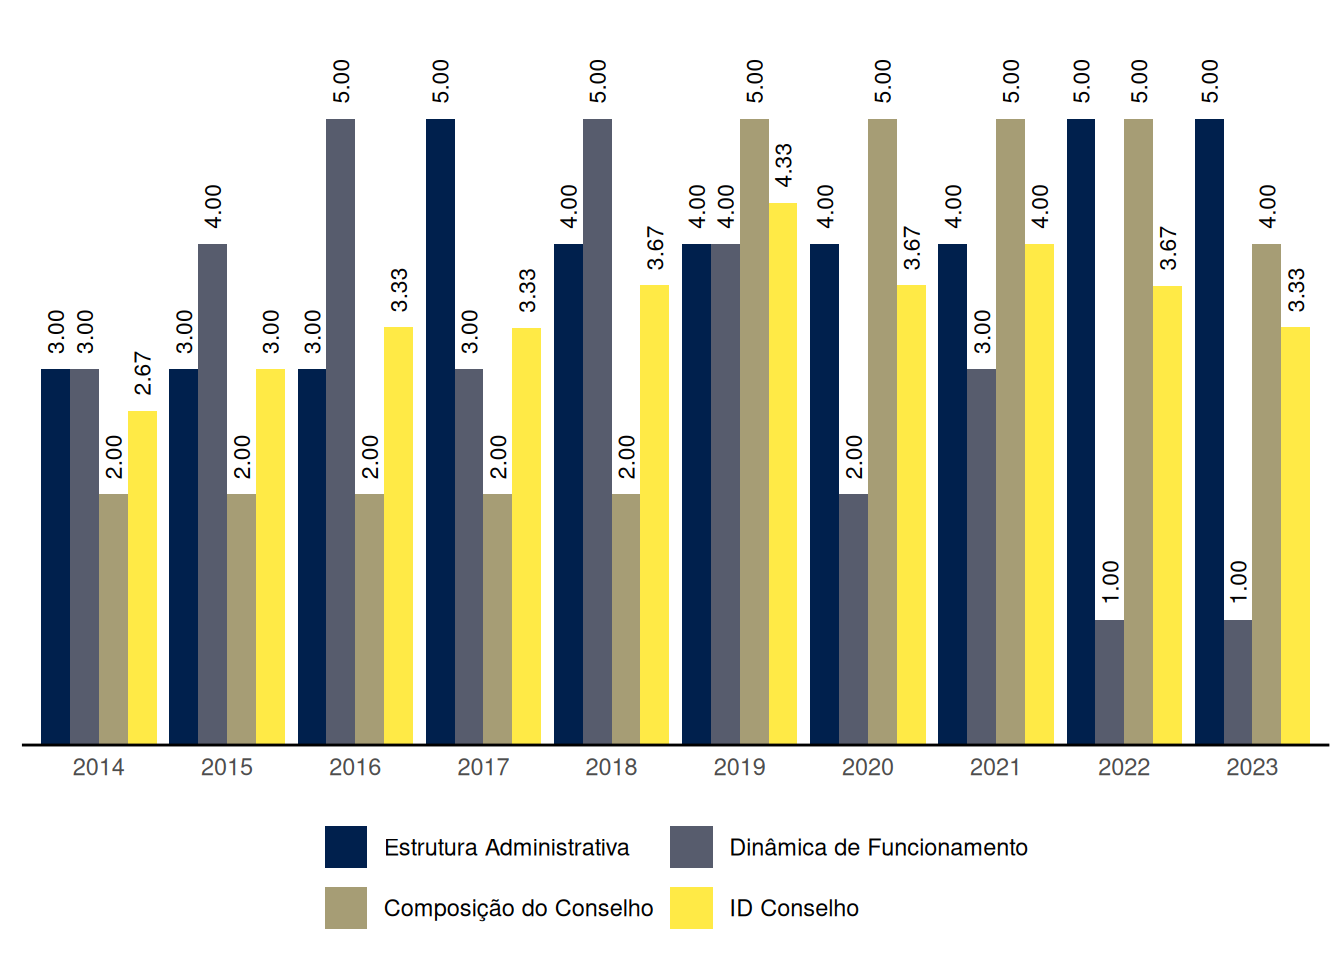 3.00 3.00 2.00 2.67
3.00 4.00 2.00 3.00
3.00 5.00 2.00 3.33
5.00 3.00 2.00 3.33
4.00 5.00 2.00 3.67
4.00 4.00 5.00 4.33
4.00 2.00 5.00 3.67
4.00 3.00 5.00 4.00
5.00 1.00 5.00 3.67
5.00 1.00 4.00 3.33
2014 2015 2016 2017 2018 2019 2020 2021 2022 2023
Estrutura Administrativa Dinâmica de Funcionamento
Composição do Conselho ID Conselho